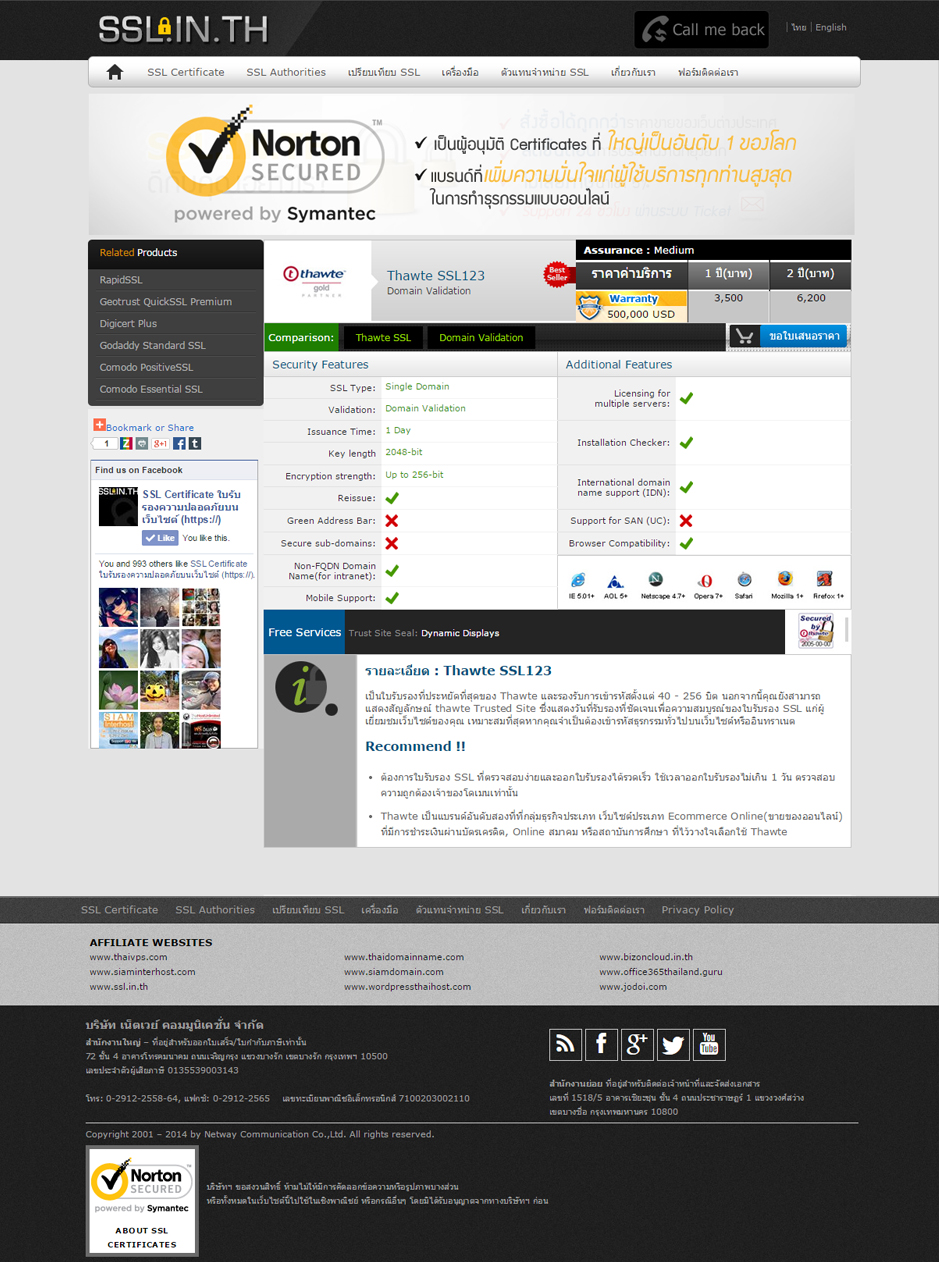 SSL.IN.TH
Call me back
ไทย | English
SSL Certificate
SSL Authorities
เปรียบเทียบ SSL
เครื่องมือ
ตัวแทนจำหน่าย SSL
เกี่ยวกับเรา
ฟอร์มติดต่อเรา
Norton
SECURED
TM
powered by Symantec
เป็นผู้อนุมัติ Certificates ที่ ใหญ่เป็นอันดับ 1 ของโลก
แบรนด์ที่เพิ่มความมั่นใจแก่ผู้ใช้บริการทุกท่านสูงสุด
ในการทำธุรกรรมแบบออนไลน์
Related Products
RapidSSL
Geotrust QuickSSL Premium
Digicert Plus
Godaddy Standard SSL
Comodo PositiveSSL
Comodo Essential SSL
Bookmark or Share
1
Find us on Facebook
SSL.IN.TH
SSL Certificate ใบรับ
รองความปลอดภัยบน
เว็บไซต์ (https://)
Like
You like this.
You and 993 others like SSL Certificate
ใบรับรองความปลอดภัยบนเว็บไซต์ (https://).
SIAM
Interhost
thawte
gold
PARTNER
Thawte SSL123
Domain Validation
Best
Seller
Assurance : Medium
ราคาค่าบริการ
1 ปี(บาท)
2 ปี(บาท)
Warranty
500,000 USD
3,500
6,200
Comparison:
Thawte SSL
Domain Validation
ขอใบเสนอราคา
Security Features
SSL Type: Single Domain
Validation: Domain Validation
Issuance Time: 1 Day
Key length 2048-bit
Encryption strength: Up to 256-bit
Reissue:
Green Address Bar:
Secure sub-domains:
Non-FQDN Domain
Name(for intranet):
Mobile Support:
Additional Features
Licensing for
multiple servers:
Installation Checker:
International domain
name support (IDN):
Support for SAN (UC):
Browser Compatibility:
IE 5.01+
AOL 5+
Netscape 4.7+
Opera 7+
Safari
Mozilla 1+
Firefox 1+
Free Services
Trust Site Seal: Dynamic Displays
Secured
by
thawte
2005-00-00
รายละเอียด : Thawte SSL123
เป็นใบรับรองที่ประหยัดที่สุดของ Thawte และรองรับการเข้ารหัสตั้งแต่ 40 - 256 บิต นอกจากนี้คุณยังสามารถ
แสดงสัญลักษณ์ thawte Trusted Site ซึ่งแสดงวันที่รับรองที่ชัดเจนเพื่อความสมบูรณ์ของใบรับรอง SSL แก่ผู้
เยี่ยมชมเว็บไซต์ของคุณ เหมาะสมที่สุดหากคุณจำเป็นต้องเข้ารหัสธุรกรรมทั่วไปบนเว็บไซต์หรืออินทราเนต
Recommend !!
ต้องการใบรับรอง SSL ที่ตรวจสอบง่ายและออกใบรับรองได้รวดเร็ว ใช้เวลาออกใบรับรองไม่เกิน 1 วัน ตรวจสอบ
ความถูกต้องเจ้าของโดเมนเท่านั้น
Thawte เป็นแบรนด์อันดับสองที่ที่กลุ่มธุรกิจประเภท เว็บไซต์ประเภท Ecommerce Online(ขายของออนไลน์)
ที่มีการชำระเงินผ่านบัตรเครดิต, Online สมาคม หรือสถาบันการศึกษา ที่ไว้วางใจเลือกใช้ Thawte
SSL Certificate
SSL Authorities
เปรียบเทียบ SSL
เครื่องมือ
ตัวแทนจำหน่าย SSL
เกี่ยวกับเรา
ฟอร์มติดต่อเรา
Privacy Policy
AFFILIATE WEBSITES
www.thaivps.com
www.thaidomainname.com
www.bizoncloud.in.th
www.siaminterhost.com
www.siamdomain.com
www.office365thailand.guru
www.ssl.in.th
www.wordpressthaihost.com
www.jodoi.com
บริษัท เน็ตเวย์ คอมมูนิเคชั่น จำกัด
สำนักงานใหญ่ – ที่อยู่สำหรับออกใบเสร็จ/ใบกำกับภาษีเท่านั้น
72 ชั้น 4 อาคารโทรคมนาคม ถนนเจริญกรุง แขวงบางรัก เขตบางรัก กรุงเทพฯ 10500
เลขประจำตัวผู้เสียภาษี 0135539003143
โทร: 0-2912-2558-64, แฟกซ์: 0-2912-2565 เลขทะเบียนพาณิชอิเล็กทรอนิกส์ 7100203002110
You
Tube
สำนักงานย่อย ที่อยู่สำหรับติดต่อเจ้าหน้าที่และจัดส่งเอกสาร
เลขที่ 1518/5 อาคารเชียะชุน ชั้น 4 ถนนประชาราษฎร์ 1 แขวงวงศ์สว่าง
เขตบางซื่อ กรุงเทพมหานคร 10800
Copyright 2001 – 2014 by Netway Communication Co.,Ltd. All rights reserved.
Norton
SECURED
powered by Symantec
ABOUT SSL
CERTIFICATES
บริษัทฯ ขอสงวนสิทธิ์ ห้ามไม่ให้มีการคัดลอกข้อความหรือรูปภาพบางส่วน
หรือทั้งหมดในเว็บไซต์นี้ไปใช้ในเชิงพาณิชย์ หรือกรณีอื่นๆ โดยมิได้รับอนุญาตจากทางบริษัทฯ ก่อน